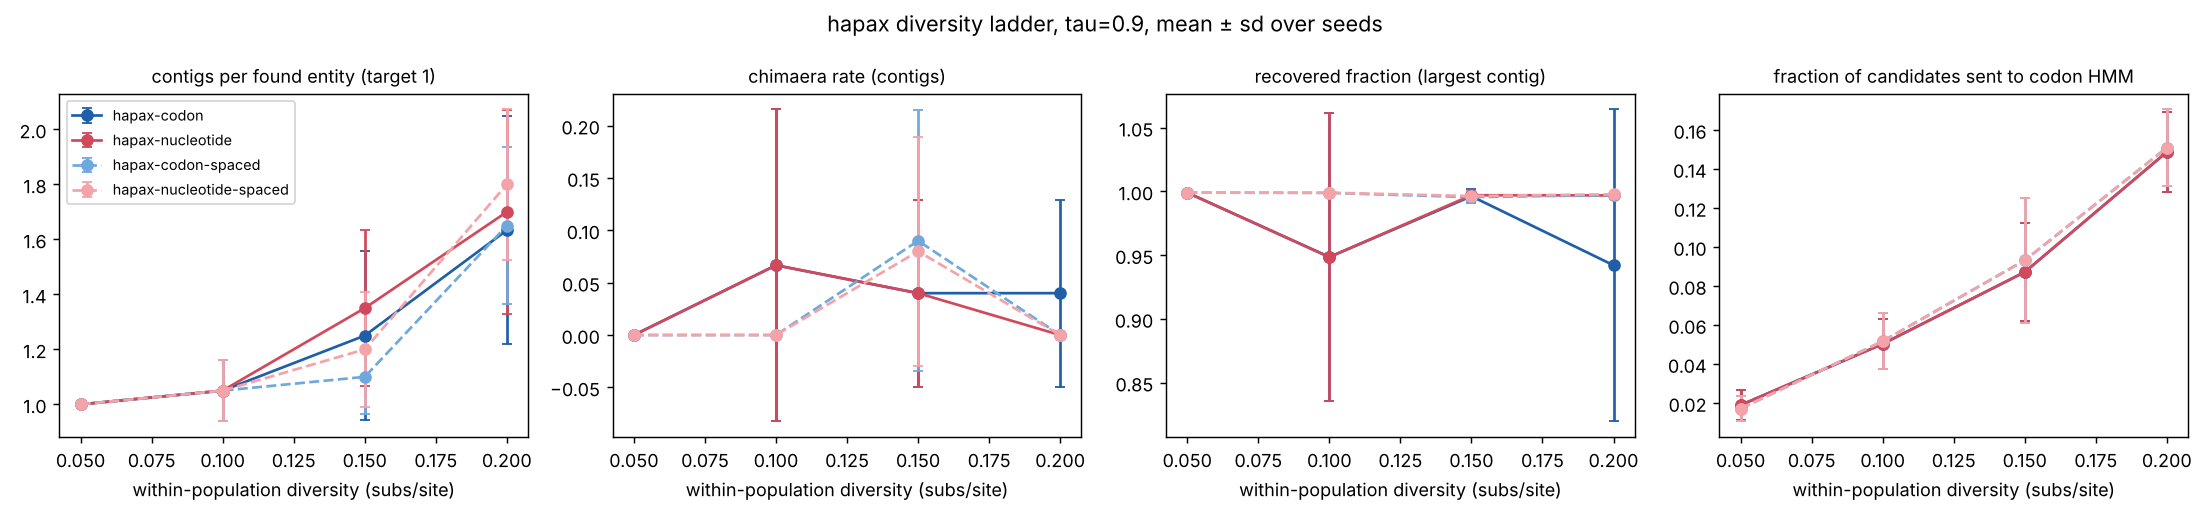 hapax diversity ladder, tau=0.9, mean ± sd over seeds
contigs per found entity (target 1)
hapax-codon
hapax-nucleotide
hapax-codon-spaced
hapax-nucleotide-spaced
2.0
1.8
1.6
1.4
1.2
1.0
0.050 0.075 0.100 0.125 0.150 0.175 0.200
within-population diversity (subs/site)
chimaera rate (contigs)
0.20
0.15
0.10
0.05
0.00
−0.05
0.050 0.075 0.100 0.125 0.150 0.175 0.200
within-population diversity (subs/site)
recovered fraction (largest contig)
1.05
1.00
0.95
0.90
0.85
0.050 0.075 0.100 0.125 0.150 0.175 0.200
within-population diversity (subs/site)
fraction of candidates sent to codon HMM
0.16
0.14
0.12
0.10
0.08
0.06
0.04
0.02
0.050 0.075 0.100 0.125 0.150 0.175 0.200
within-population diversity (subs/site)